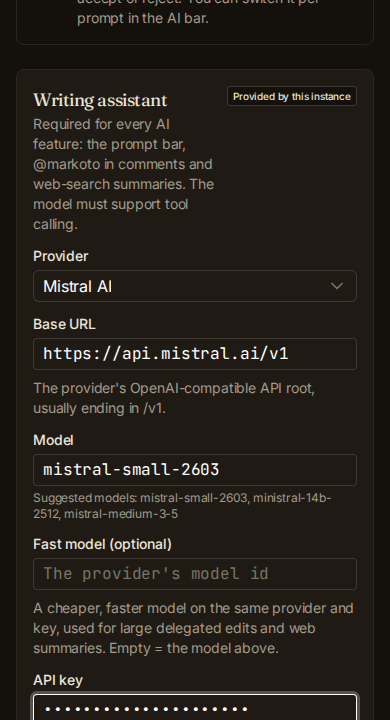 accept or reject. You can switch it per
prompt in the AI bar.
Writing assistant
Provided by this instance
Required for every AI
feature: the prompt bar,
@markoto in comments and
web-search summaries. The
model must support tool
calling.
Provider
Mistral AI
Base URL
https://api.mistral.ai/v1
The provider's OpenAI-compatible API root,
usually ending in /v1.
Model
mistral-small-2603
Suggested models: mistral-small-2603, ministral-14b-
2512, mistral-medium-3-5
Fast model (optional)
The provider's model id
A cheaper, faster model on the same provider and
key, used for large delegated edits and web
summaries. Empty = the model above.
API key
•••••••••••••••••••••